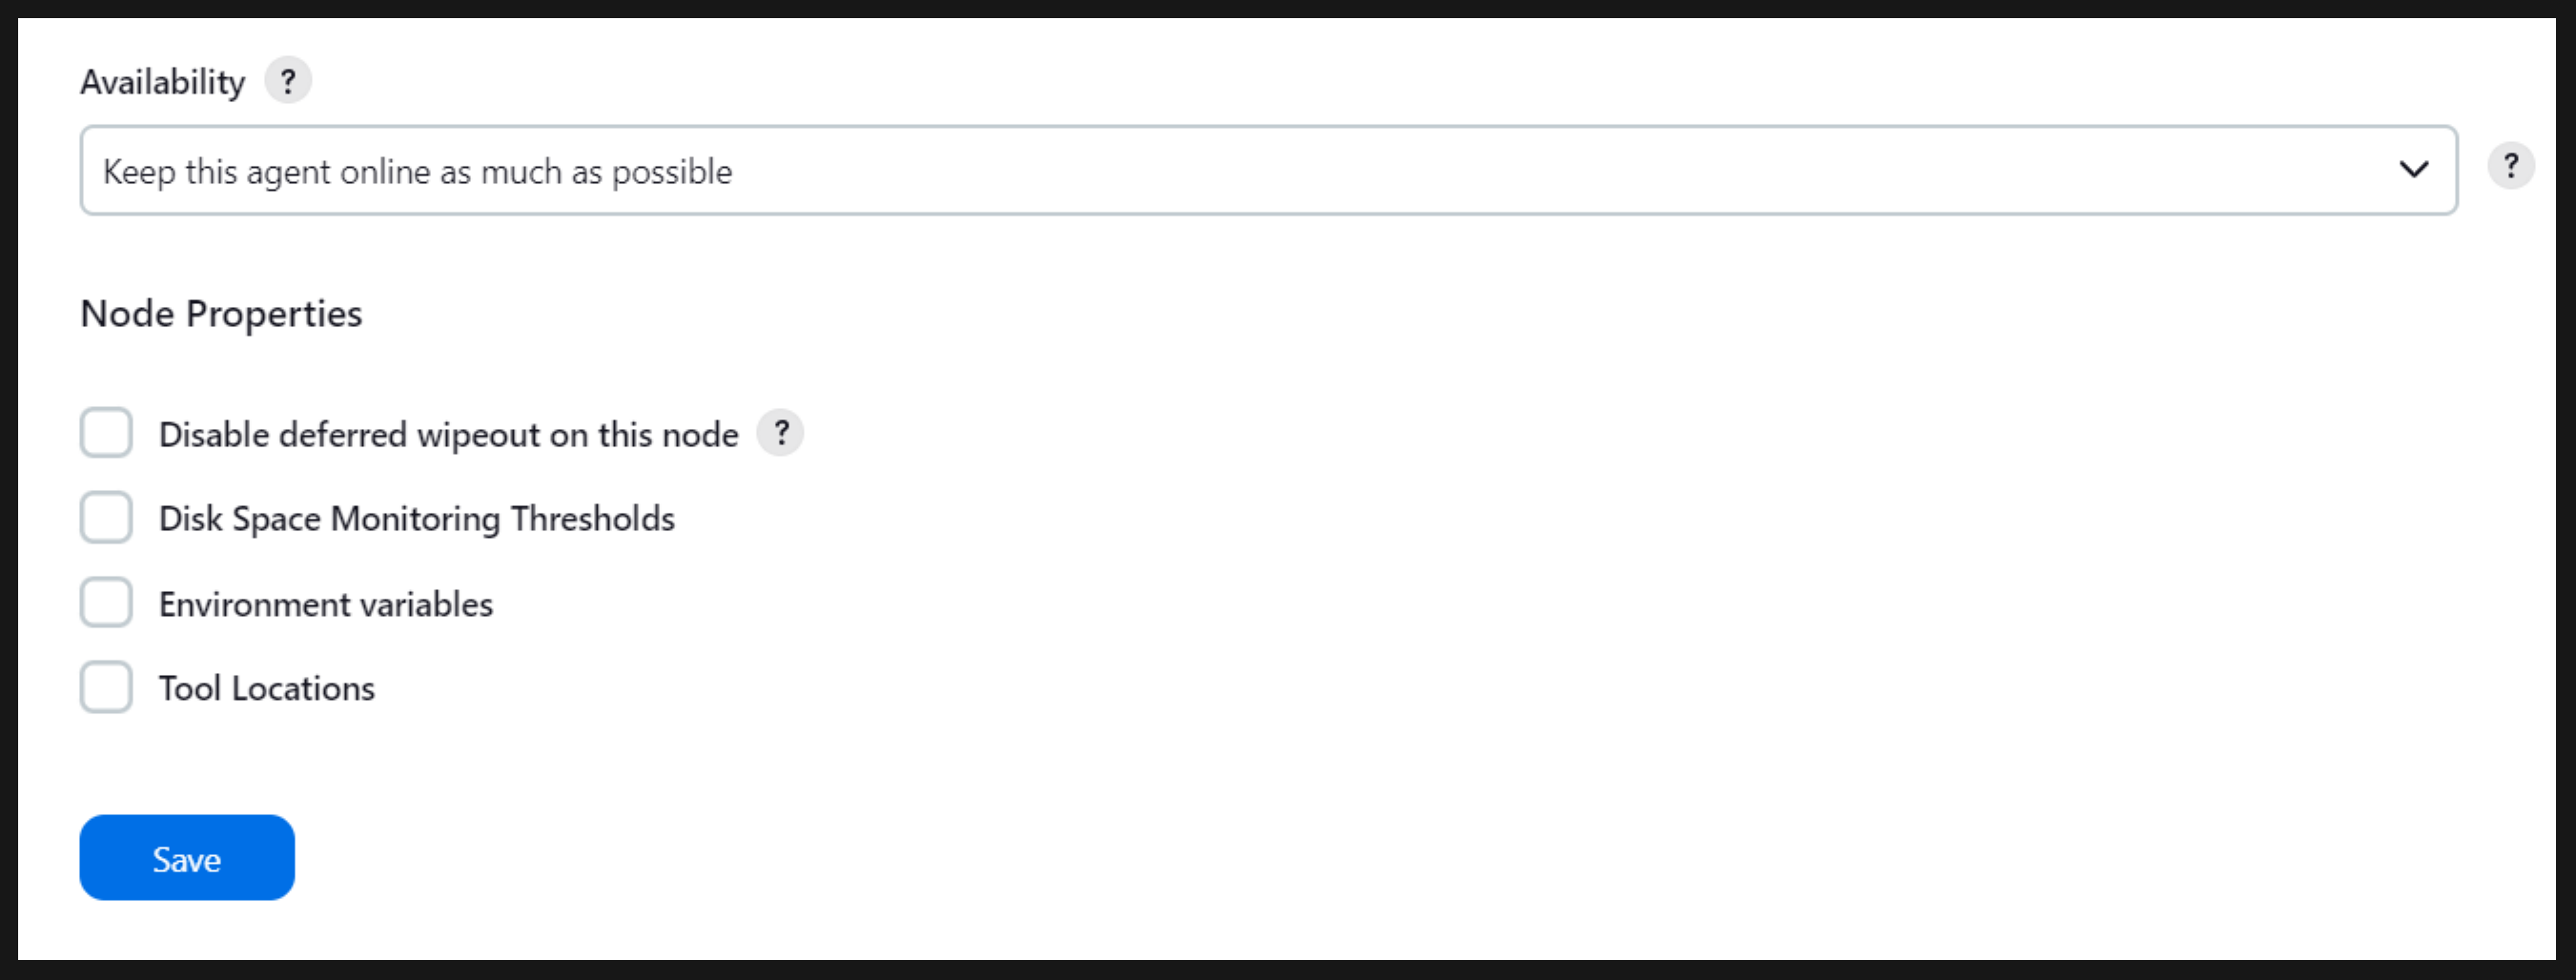 Availability ?
Keep this agent online as much as possible ?
Node Properties
Disable deferred wipeout on this node ?
Disk Space Monitoring Thresholds
Environment variables
Tool Locations
Save